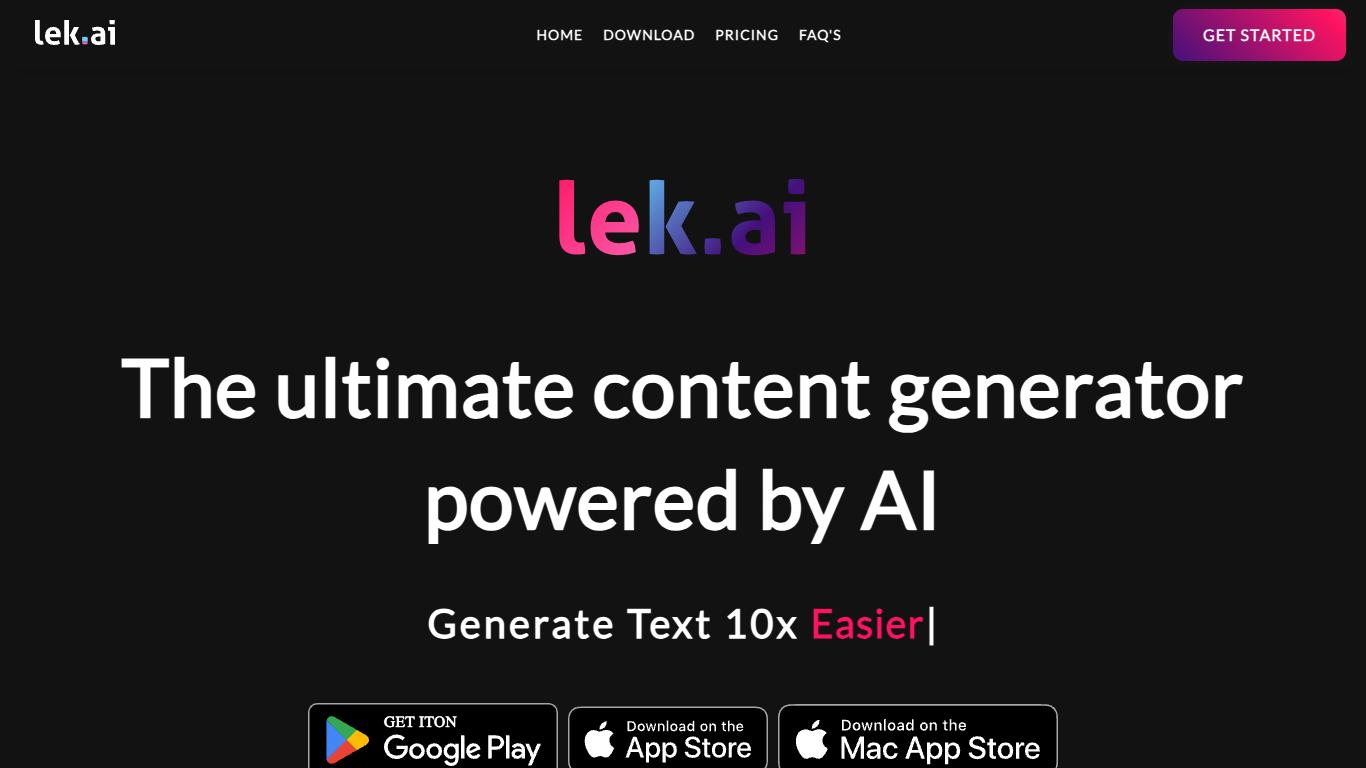 lek.ai
HOME DOWNLOAD PRICING FAQ'S
GET STARTED
lek.ai
The ultimate content generator
powered by AI
Generate Text 10x Easier|
GET ITON
Google Play
Download on the
App Store
Download on the
Mac App Store